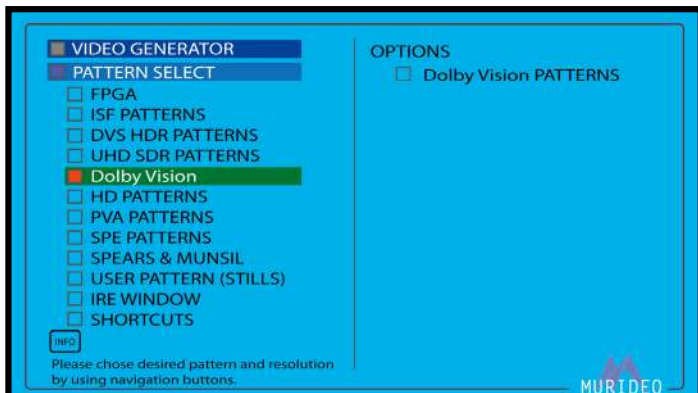 VIDEO GENERATOR
PATTERN SELECT
FPGA
ISF PATTERNS
DVS HDR PATTERNS
UHD SDR PATTERNS
Dolby Vision
HD PATTERNS
PVA PATTERNS
SPE PATTERNS
SPEARS & MUNSIL
USER PATTERN (STILLS)
IRE WINDOW
SHORTCUTS
INFO
Please chose desired pattern and resolution
by using navigation buttons.
OPTIONS
Dolby Vision PATTERNS
MURIDEO